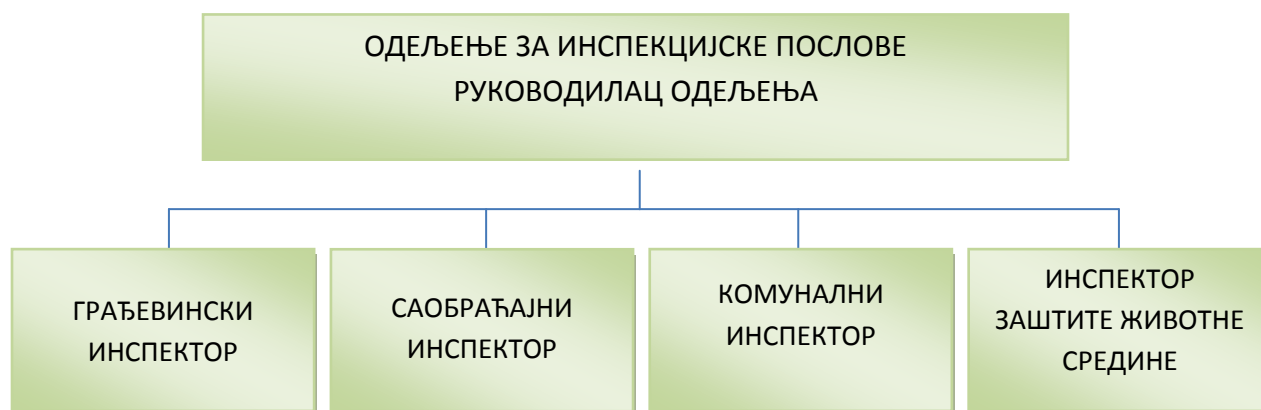 ОДЕЉЕЊЕ ЗА ИНСПЕКЦИЈСКЕ ПОСЛОВЕ
РУКОВОДИЛАЦ ОДЕЉЕЊА
ГРАЂЕВИНСКИ
ИНСПЕКТОР
САОБРАЋАЈНИ
ИНСПЕКТОР
КОМУНАЛНИ
ИНСПЕКТОР
ИНСПЕКТОР
ЗАШТИТЕ ЖИВОТНЕ
СРЕДИНЕ